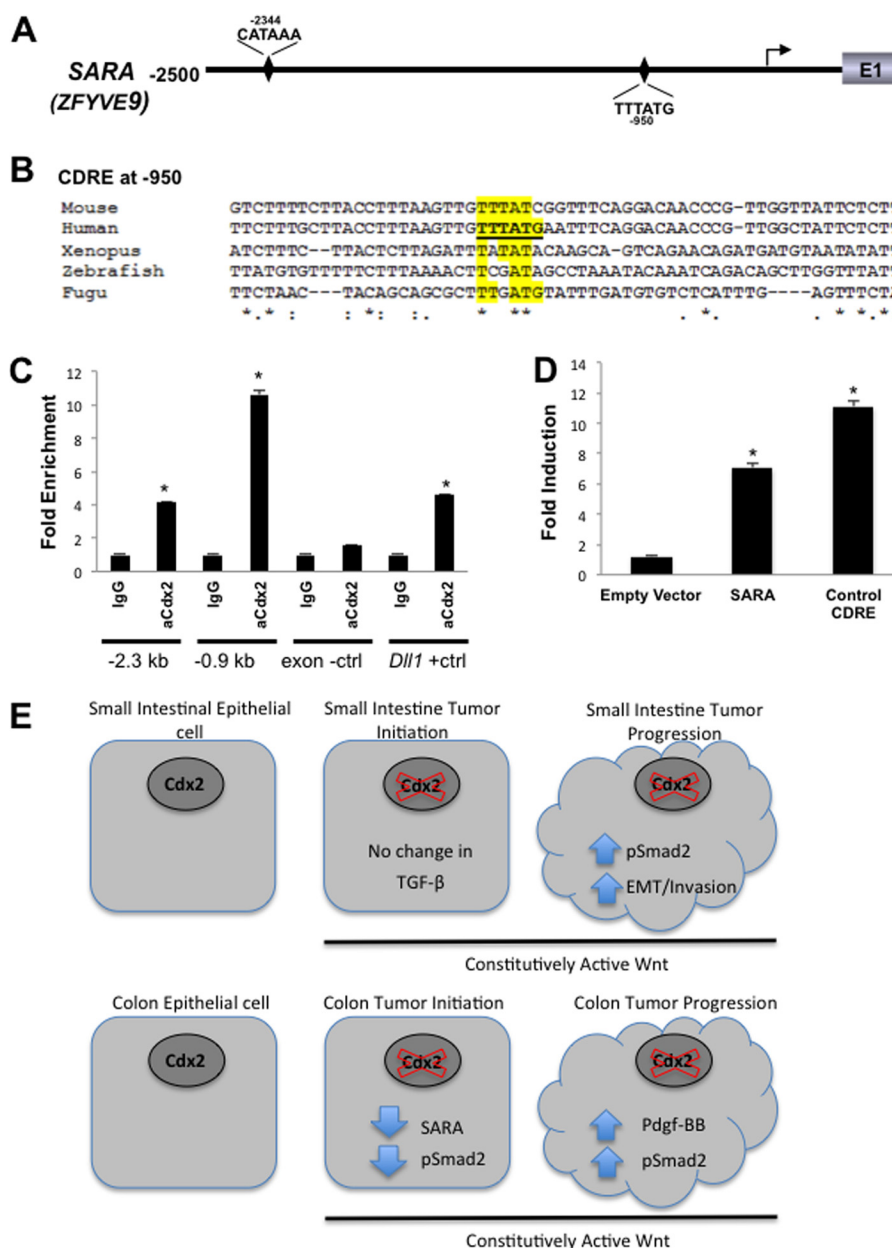 A
-2344
CATAAA
SARA
(ZFYVE9)
-2500
TTTATG
-950
E1
B
CDRE at -950
Mouse GTCTTTTCTTACCTTTAAGTTGTTTATCGGTTTCAGGACAACCCG-TTGGTTATTCTCTT
Human TTCTTTGCTTACCTTTAAGTTGTTTATGAATTTCAGGACAACCCG-TTGGCTATTCTCTT
Xenopus ATCTTTC--TTACTCTTAAGATTTATATACAAGCA-GTCAGAACAGATGATGTAATATAT
Zebrafish TTATGTGTTTTTCTTTAAAACTTCGATAGCCTAAATACAAATCAGACAGCTTGGTTTAT
Fugu TTCTAAC---TACAGCAGCGCTTTGATGTATTTGATGTGTCTCATTTG----AGTTTCT
*.* : : *: :. * ** . *. . * **
C
Fold Enrichment
12
10
8
6
4
2
0
* * *
IgG aCdx2 IgG aCdx2 IgG aCdx2 IgG aCdx2
-2.3 kb -0.9 kb exon -ctrl Dll1 +ctrl
D
Fold Induction
14
12
10
8
6
4
2
0
* *
Empty Vector SARA Control
CDRE
E
Small Intestinal Epithelial
cell
Cdx2
Small Intestine Tumor
Initiation
Cdx2
No change in
TGF-β
Small Intestine Tumor
Progression
Cdx2
pSmad2
EMT/Invasion
Constitutively Active Wnt
Colon Epithelial cell
Cdx2
Colon Tumor Initiation
Cdx2
SARA
pSmad2
Colon Tumor Progression
Cdx2
Pdgf-BB
pSmad2
Constitutively Active Wnt